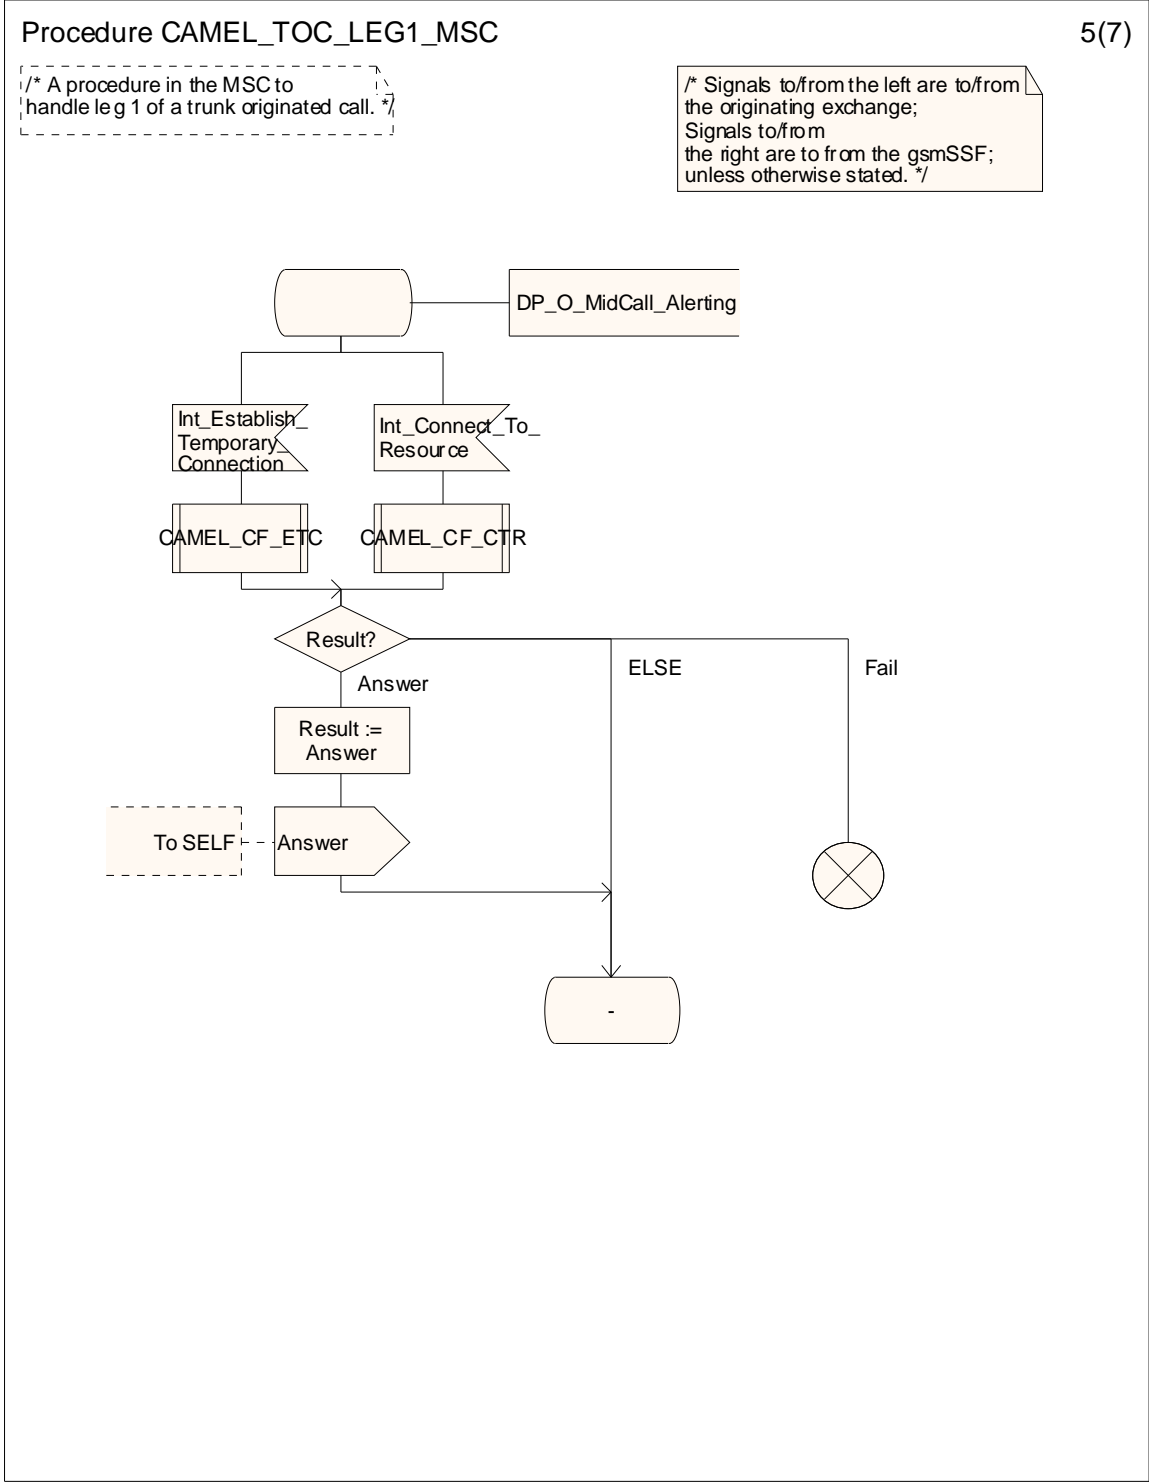 Procedure CAMEL_TOC_LEG1_MSC
5(7)
/* A procedure in the MSC to
handle leg 1 of a trunk originated call. */
/* Signals to/from the left are to/from
the originating exchange;
Signals to/from
the right are to from the gsmSSF;
unless otherwise stated. */
DP_O_MidCall_Alerting
Int_Establish_
Temporary_
Connection
Int_Connect_To_
Resource
CAMEL_CF_ETC
CAMEL_CF_CTR
Result?
ELSE
Fail
Answer
Result :=
Answer
To SELF
Answer
-